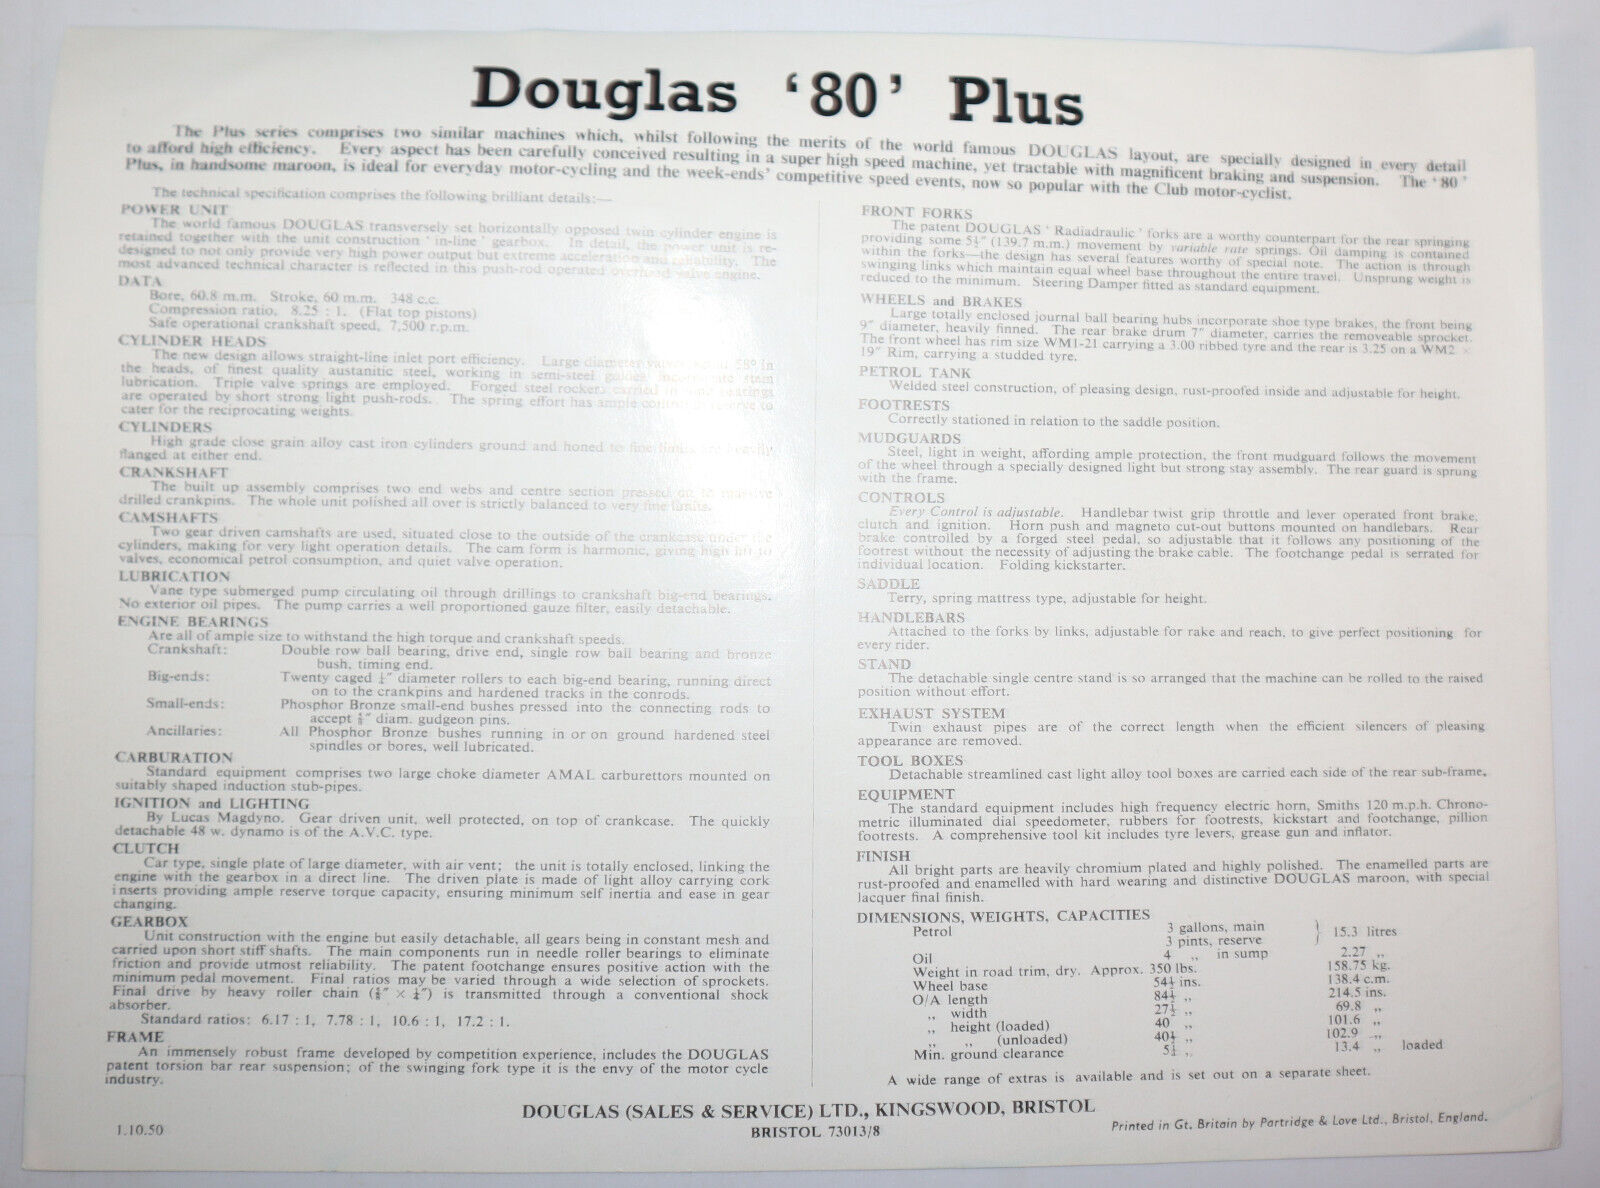 Douglas '80' Plus
The Plus series comprises two similar machines which, whilst following the merits of the world famous DOUGLAS layout, are specially designed in every detail
to afford high efficiency. Every aspect has been carefully conceived resulting in a super high speed machine, yet tractable with magnificent braking and suspension. The '80'
Plus, in handsome maroon, is ideal for everyday motor-cycling and the week-ends' competitive speed events, now so popular with the Club motor-cyclist.
The technical specification comprises the following brilliant details:—
POWER UNIT
The world famous DOUGLAS transversely set horizontally opposed twin cylinder engine is
retained together with the unit construction 'in-line' gearbox. In detail, the power unit is re-
designed to not only provide very high power output but extreme acceleration and reliability. The
most advanced technical character is reflected in this push-rod operated overhead valve engine.
DATA
Bore, 60.8 m.m. Stroke, 60 m.m. 348 c.c.
Compression ratio, 8.25 : 1. (Flat top pistons)
Safe operational crankshaft speed, 7,500 r.p.m.
CYLINDER HEADS
The new design allows straight-line inlet port efficiency. Large diameter valves 58° in
the heads, of finest quality austanitic steel, working in semi-steel guides, incorporate stem
lubrication. Triple valve springs are employed. Forged steel rockers carried in bearings
are operated by short strong light push-rods. The spring effort has ample control reserve to
cater for the reciprocating weights.
CYLINDERS
High grade close grain alloy cast iron cylinders ground and honed to fine limits are heavily
flanged at either end.
CRANKSHAFT
The built up assembly comprises two end webs and centre section pressed on to massive
drilled crankpins. The whole unit polished all over is strictly balanced to very fine limits.
CAMSHAFTS
Two gear driven camshafts are used, situated close to the outside of the crankcase under the
cylinders, making for very light operation details. The cam form is harmonic, giving high lift to
valves, economical petrol consumption, and quiet valve operation.
LUBRICATION
Vane type submerged pump circulating oil through drillings to crankshaft big-end bearings.
No exterior oil pipes. The pump carries a well proportioned gauze filter, easily detachable.
ENGINE BEARINGS
Are all of ample size to withstand the high torque and crankshaft speeds.
Crankshaft: Double row ball bearing, drive end, single row ball bearing and bronze
bush, timing end.
Big-ends: Twenty caged ¼" diameter rollers to each big-end bearing, running direct
on to the crankpins and hardened tracks in the conrods.
Small-ends: Phosphor Bronze small-end bushes pressed into the connecting rods to
accept diam. gudgeon pins.
Ancillaries: All Phosphor Bronze bushes running in or on ground hardened steel
spindles or bores, well lubricated.
CARBURATION
Standard equipment comprises two large choke diameter AMAL carburettors mounted on
suitably shaped induction stub-pipes.
IGNITION and LIGHTING
By Lucas Magdyno. Gear driven unit, well protected, on top of crankcase. The quickly
detachable 48 w. dynamo is of the A.V.C. type.
CLUTCH
Car type, single plate of large diameter, with air vent; the unit is totally enclosed, linking the
engine with the gearbox in a direct line. The driven plate is made of light alloy carrying cork
inserts providing ample reserve torque capacity, ensuring minimum self inertia and ease in gear
changing.
GEARBOX
Unit construction with the engine but easily detachable, all gears being in constant mesh and
carried upon short stiff shafts. The main components run in needle roller bearings to eliminate
friction and provide utmost reliability. The patent footchange ensures positive action with the
minimum pedal movement. Final ratios may be varied through a wide selection of sprockets.
Final drive by heavy roller chain (⅝" × ¼") is transmitted through a conventional shock
absorber.
Standard ratios: 6.17 : 1, 7.78 : 1, 10.6 : 1, 17.2 : 1.
FRAME
An immensely robust frame developed by competition experience, includes the DOUGLAS
patent torsion bar rear suspension; of the swinging fork type it is the envy of the motor cycle
industry.
FRONT FORKS
The patent DOUGLAS 'Radiadraulic' forks are a worthy counterpart for the rear springing
providing some 5½" (139.7 m.m.) movement by variable rate springs. Oil damping is contained
within the forks—the design has several features worthy of special note. The action is through
swinging links which maintain equal wheel base throughout the entire travel. Unsprung weight is
reduced to the minimum. Steering Damper fitted as standard equipment.
WHEELS and BRAKES
Large totally enclosed journal ball bearing hubs incorporate shoe type brakes, the front being
9" diameter, heavily finned. The rear brake drum 7" diameter, carries the removeable sprocket.
The front wheel has rim size WM1-21 carrying a 3.00 ribbed tyre and the rear is 3.25 on a WM2 ×
19" Rim, carrying a studded tyre.
PETROL TANK
Welded steel construction, of pleasing design, rust-proofed inside and adjustable for height.
FOOTRESTS
Correctly stationed in relation to the saddle position.
MUDGUARDS
Steel, light in weight, affording ample protection, the front mudguard follows the movement
of the wheel through a specially designed light but strong stay assembly. The rear guard is sprung
with the frame.
CONTROLS
Every Control is adjustable. Handlebar twist grip throttle and lever operated front brake,
clutch and ignition. Horn push and magneto cut-out buttons mounted on handlebars. Rear
brake controlled by a forged steel pedal, so adjustable that it follows any positioning of the
footrest without the necessity of adjusting the brake cable. The footchange pedal is serrated for
individual location. Folding kickstarter.
SADDLE
Terry, spring mattress type, adjustable for height.
HANDLEBARS
Attached to the forks by links, adjustable for rake and reach, to give perfect positioning for
every rider.
STAND
The detachable single centre stand is so arranged that the machine can be rolled to the raised
position without effort.
EXHAUST SYSTEM
Twin exhaust pipes are of the correct length when the efficient silencers of pleasing
appearance are removed.
TOOL BOXES
Detachable streamlined cast light alloy tool boxes are carried each side of the rear sub-frame.
EQUIPMENT
The standard equipment includes high frequency electric horn, Smiths 120 m.p.h. Chrono-
metric illuminated dial speedometer, rubbers for footrests, kickstart and footchange, pillion
footrests. A comprehensive tool kit includes tyre levers, grease gun and inflator.
FINISH
All bright parts are heavily chromium plated and highly polished. The enamelled parts are
rust-proofed and enamelled with hard wearing and distinctive DOUGLAS maroon, with special
lacquer final finish.
DIMENSIONS, WEIGHTS, CAPACITIES
Petrol 3 gallons, main } 15.3 litres
3 pints, reserve
Oil 4 „ in sump 2.27 „
Weight in road trim, dry. Approx. 350 lbs. 158.75 kg.
Wheel base 54½ ins. 138.4 c.m.
O/A length 84½ „ 214.5 ins.
„ width 27½ „ 69.8 „
„ height (loaded) 40 „ 101.6 „
„ „ (unloaded) 40½ „ 102.9 „
Min. ground clearance 5¼ „ 13.4 „ loaded
A wide range of extras is available and is set out on a separate sheet.
DOUGLAS (SALES & SERVICE) LTD., KINGSWOOD, BRISTOL
1.10.50
BRISTOL 73013/8
Printed in Gt. Britain by Partridge & Love Ltd., Bristol, England.